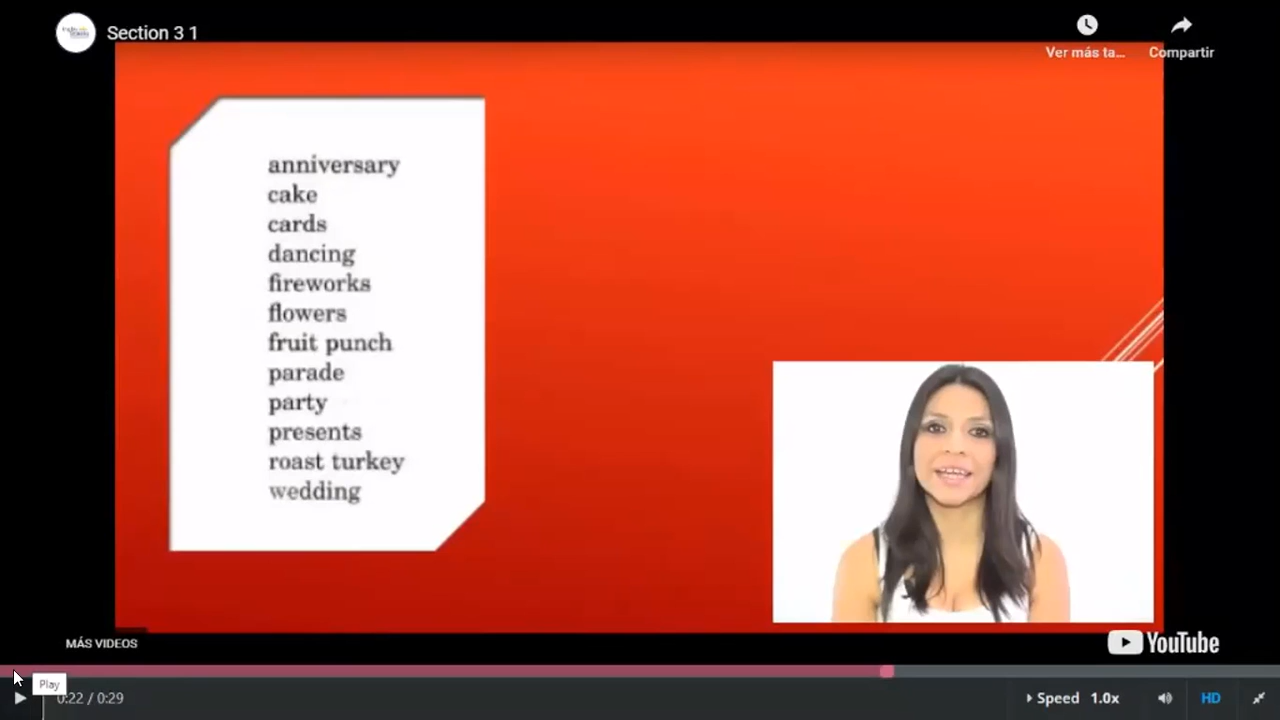 Section 3 1
Ver más ta...
Compartir
anniversary
cake
cards
dancing
fireworks
flowers
fruit punch
parade
party
presents
roast turkey
wedding
MÁS VIDEOS
YouTube
Play
0:22 / 0:29
Speed 1.0x
HD